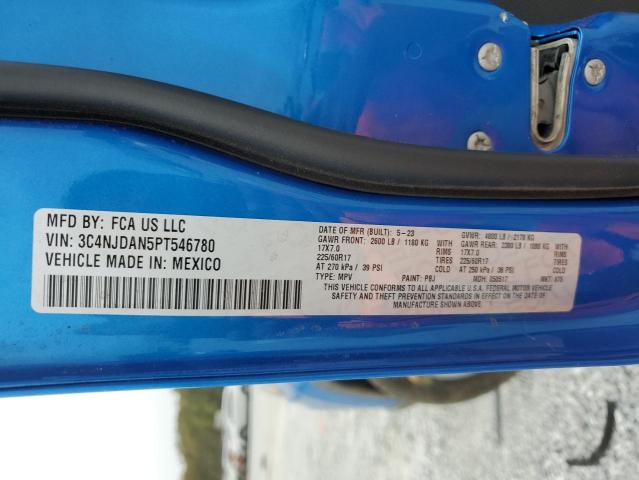 MFD BY: FCA US LLC
VIN: 3C4NJDAN5PT546780
VEHICLE MADE IN: MEXICO
DATE OF MFR (BUILT): 5-23 GVWR: 4800 LB / 2178 KG
GAWR FRONT: 2600 LB/ 1180 KG WITH GAWR REAR: 2380 LB / 1080 KG WITH
17X7.0 RIMS 17X7.0 RIMS
225/60R17 TIRES 225/60R17 TIRES
AT 270 kPa / 39 PSI COLD AT 250 kPa / 36 PSI COLD
TYPE: MPV PAINT: PBJ MDH: 250517
THIS VEHICLE CONFORMS TO ALL APPLICABLE U.S.A. FEDERAL MOTOR VEHICLE
SAFETY AND THEFT PREVENTION STANDARDS IN EFFECT ON THE DATE OF
MANUFACTURE SHOWN ABOVE.